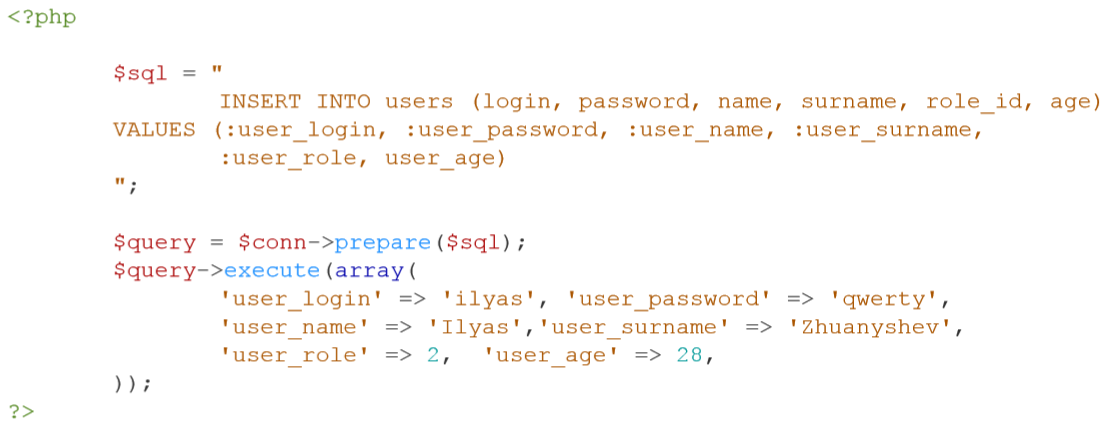 <?php
$sql = "
INSERT INTO users (login, password, name, surname, role_id, age)
VALUES (:user_login, :user_password, :user_name, :user_surname,
:user_role, user_age)
";
$query = $conn->prepare($sql);
$query->execute(array(
'user_login' => 'ilyas', 'user_password' => 'qwerty',
'user_name' => 'Ilyas','user_surname' => 'Zhuanyshev',
'user_role' => 2, 'user_age' => 28,
));
?>